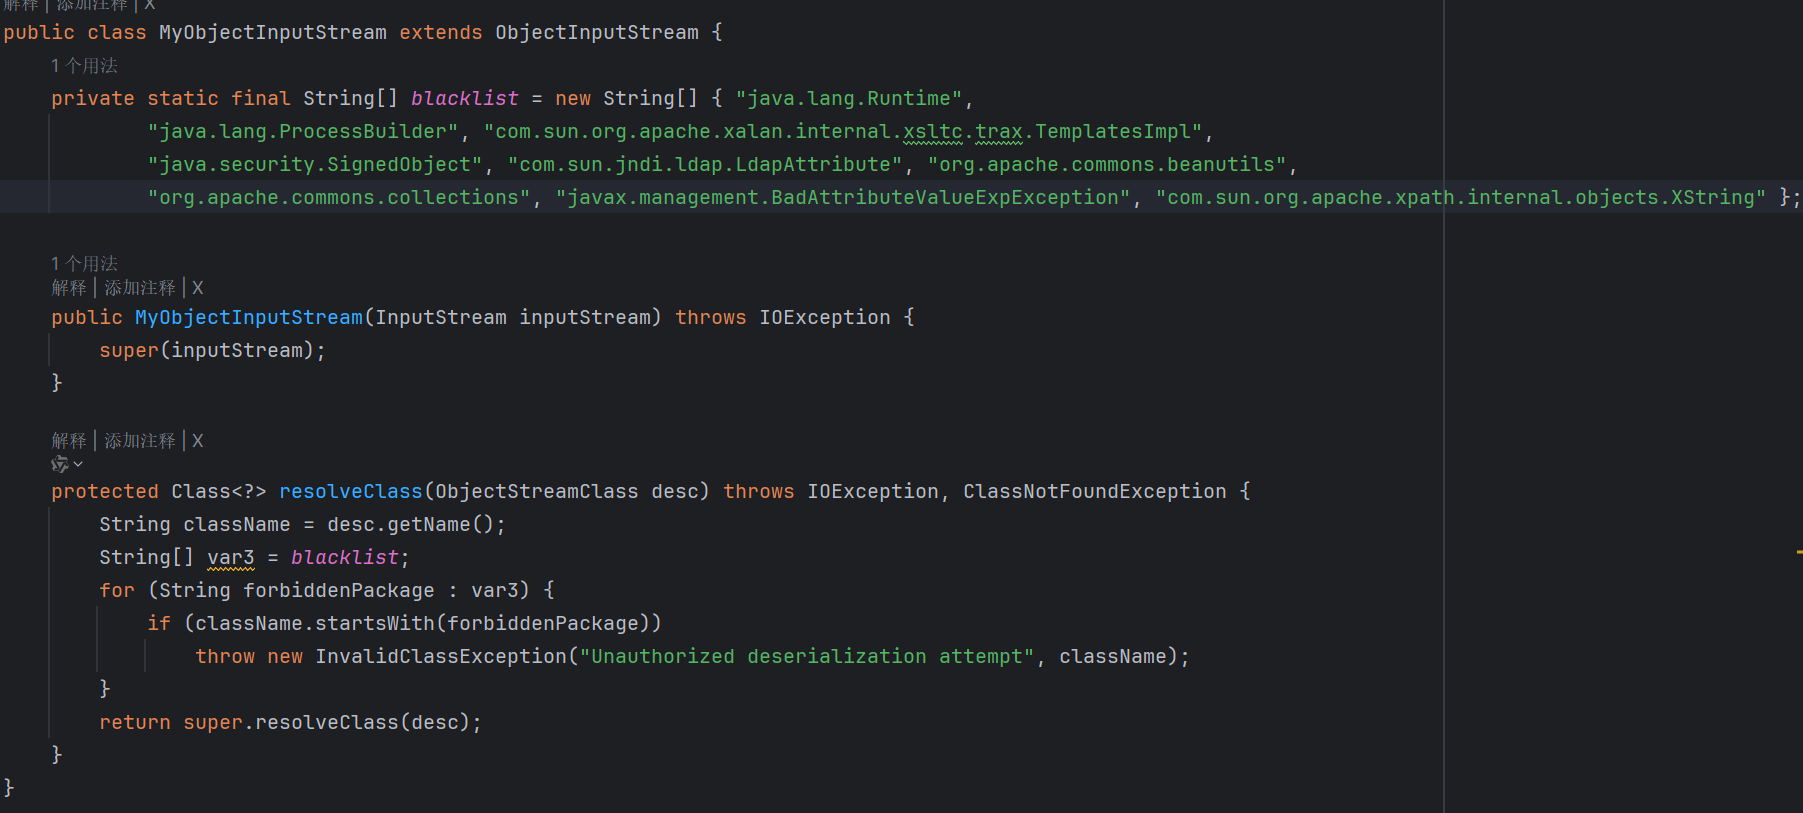 解释 | 添加注释 | X
public class MyObjectInputStream extends ObjectInputStream {
1 个用法
private static final String[] blacklist = new String[] { "java.lang.Runtime",
"java.lang.ProcessBuilder", "com.sun.org.apache.xalan.internal.xsltc.trax.TemplatesImpl",
"java.security.SignedObject", "com.sun.jndi.ldap.LdapAttribute", "org.apache.commons.beanutils",
"org.apache.commons.collections", "javax.management.BadAttributeValueExpException", "com.sun.org.apache.xpath.internal.objects.XString" };
1 个用法
解释 | 添加注释 | X
public MyObjectInputStream(InputStream inputStream) throws IOException {
super(inputStream);
}
解释 | 添加注释 | X
protected Class<?> resolveClass(ObjectStreamClass desc) throws IOException, ClassNotFoundException {
String className = desc.getName();
String[] var3 = blacklist;
for (String forbiddenPackage : var3) {
if (className.startsWith(forbiddenPackage))
throw new InvalidClassException("Unauthorized deserialization attempt", className);
}
return super.resolveClass(desc);
}
}